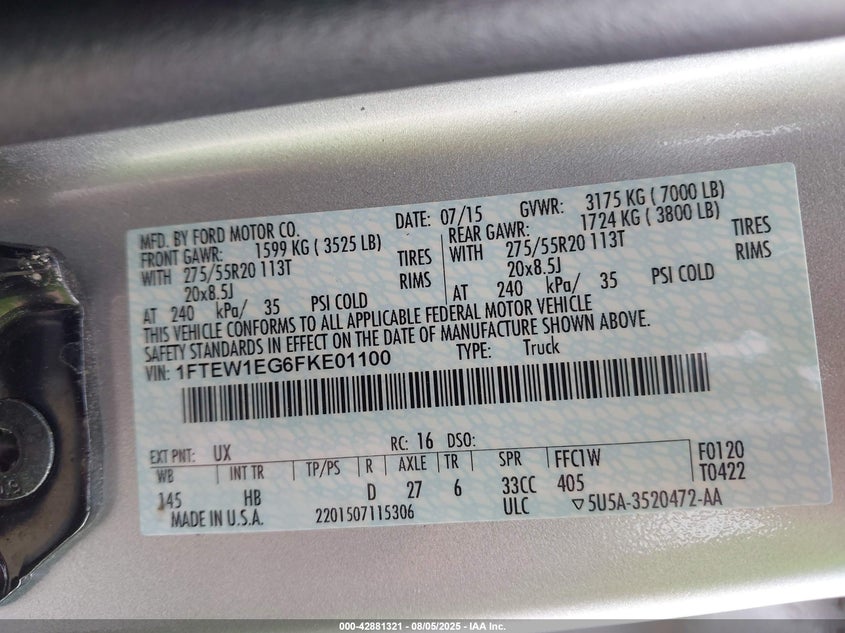 MFD. BY FORD MOTOR CO. DATE: 07/15 GVWR: 3175 KG ( 7000 LB)
FRONT GAWR: 1599 KG ( 3525 LB) REAR GAWR: 1724 KG ( 3800 LB)
WITH 275/55R20 113T TIRES WITH 275/55R20 113T TIRES
20x8.5J RIMS 20x8.5J RIMS
AT 240 kPa/ 35 PSI COLD AT 240 kPa/ 35 PSI COLD
THIS VEHICLE CONFORMS TO ALL APPLICABLE FEDERAL MOTOR VEHICLE
SAFETY STANDARDS IN EFFECT ON THE DATE OF MANUFACTURE SHOWN ABOVE.
VIN: 1FTEW1EG6FKE01100 TYPE: Truck
EXT PNT: UX RC: 16 DSO:
WB INT TR TP/PS R AXLE TR SPR FFC1W F0120
145 HB D 27 6 33CC 405 T0422
MADE IN U.S.A. 2201507115306 ULC ▽5U5A-3520472-AA
000-42881321 - 08/05/2025 - IAA Inc.